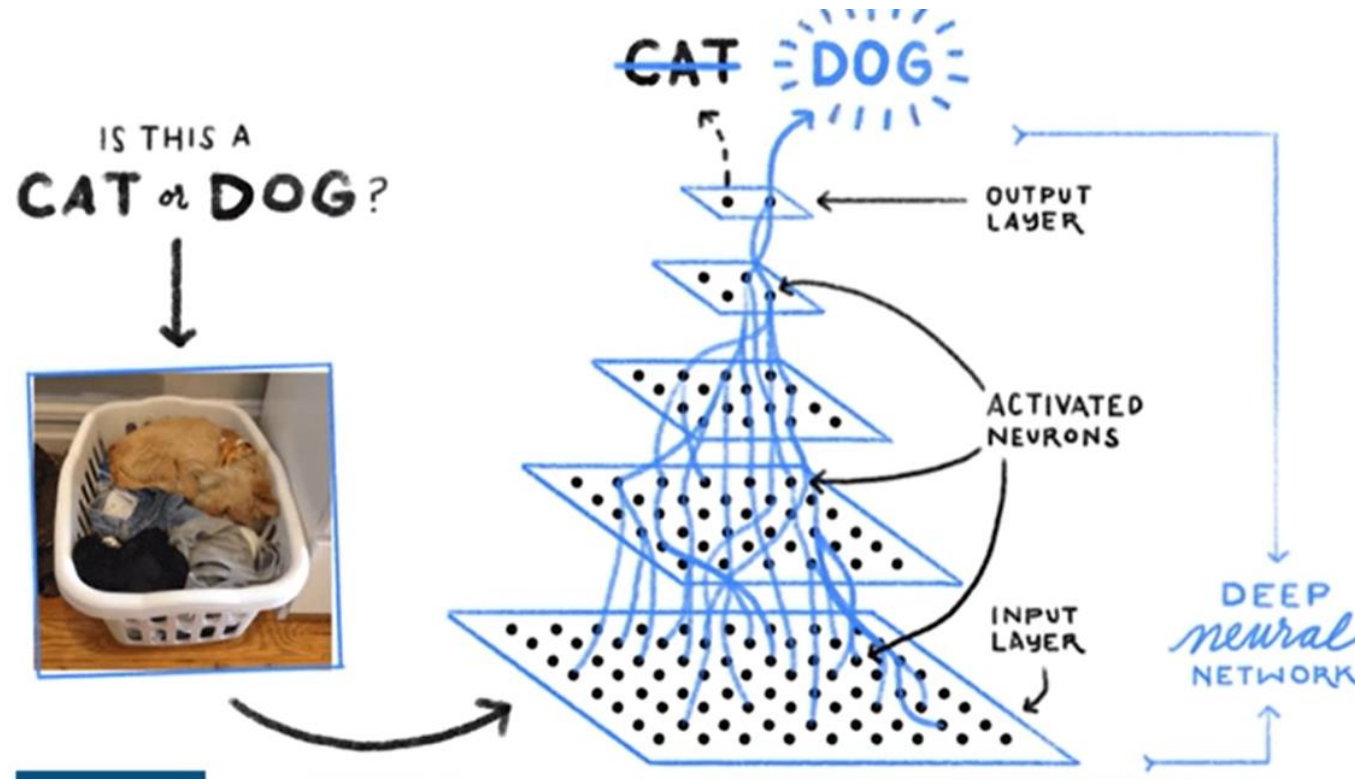 CAT DOG
IS THIS A
CAT or DOG?
OUTPUT
LAYER
ACTIVATED
NEURONS
INPUT
LAYER
DEEP
neural
NETWORK